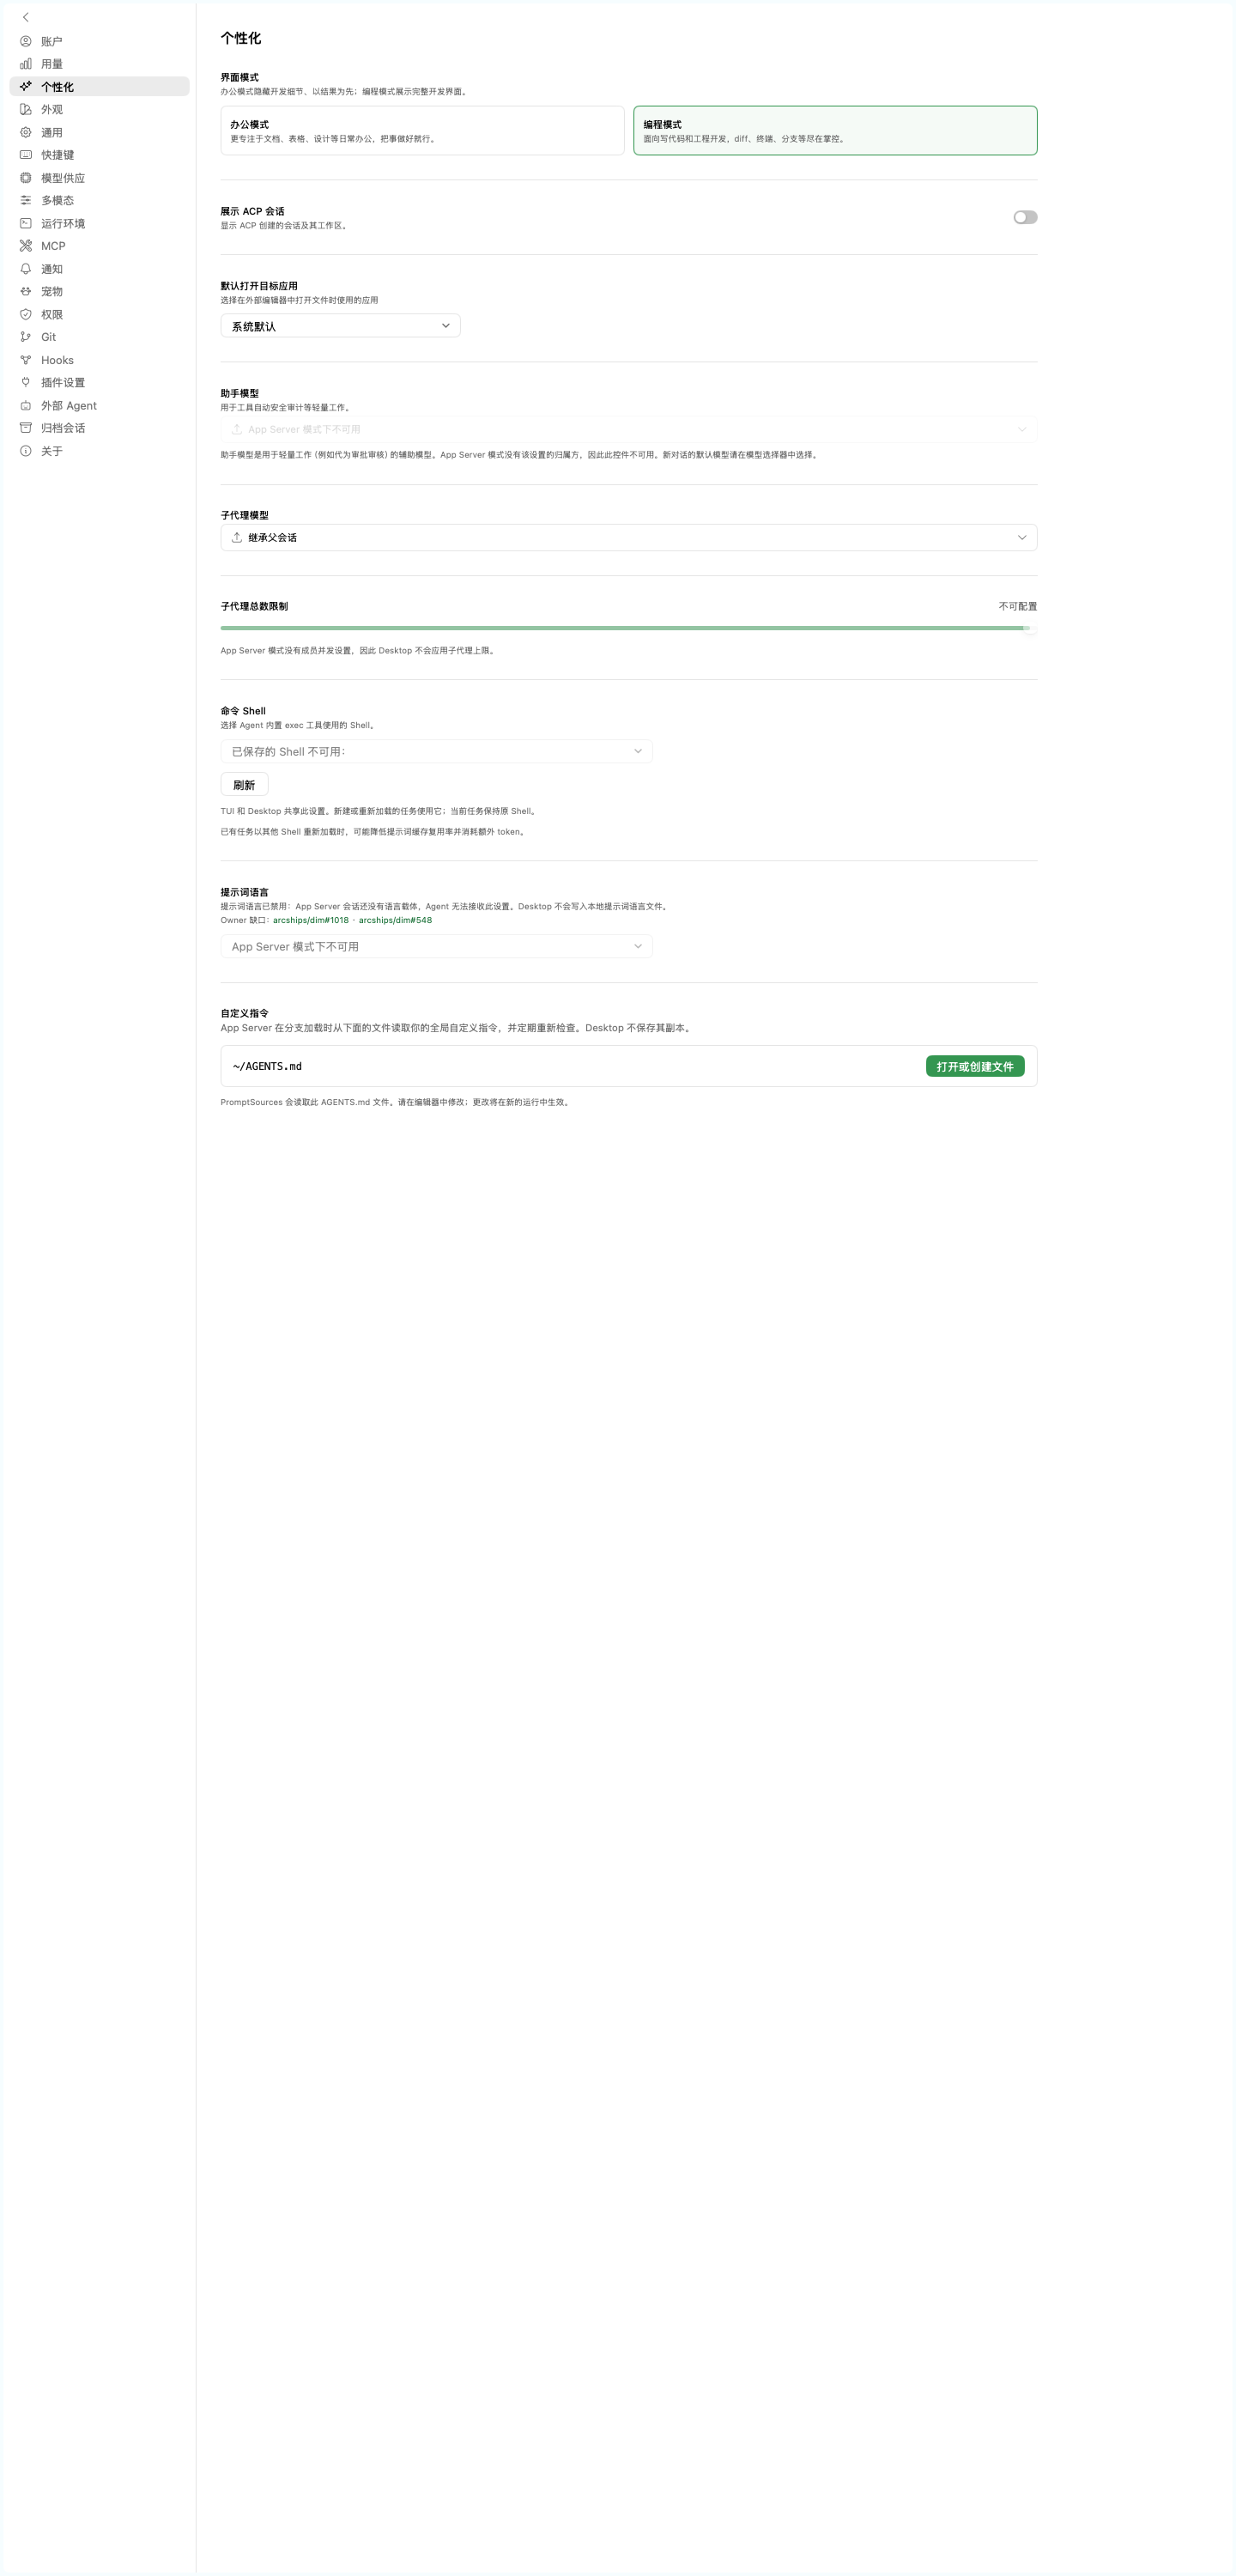 账户
用量
个性化
外观
通用
快捷键
模型供应
多模态
运行环境
MCP
通知
宠物
权限
Git
Hooks
插件设置
外部 Agent
归档会话
关于
个性化
界面模式
办公模式隐藏开发细节、以结果为先；编程模式展示完整开发界面。
办公模式
更专注于文档、表格、设计等日常办公，把事做好就行。
编程模式
面向写代码和工程开发，diff、终端、分支等尽在掌控。
展示 ACP 会话
显示 ACP 创建的会话及其工作区。
默认打开目标应用
选择在外部编辑器中打开文件时使用的应用
系统默认
助手模型
用于工具自动安全审计等轻量工作。
App Server 模式下不可用
助手模型是用于轻量工作 (例如代为审批审核) 的辅助模型。App Server 模式没有该设置的归属方，因此此控件不可用。新对话的默认模型请在模型选择器中选择。
子代理模型
继承父会话
子代理总数限制
不可配置
App Server 模式没有成员并发设置，因此 Desktop 不会应用子代理上限。
命令 Shell
选择 Agent 内置 exec 工具使用的 Shell。
已保存的 Shell 不可用：
刷新
TUI 和 Desktop 共享此设置。新建或重新加载的任务使用它；当前任务保持原 Shell。
已有任务以其他 Shell 重新加载时，可能降低提示词缓存复用率并消耗额外 token。
提示词语言
提示词语言已禁用：App Server 会话还没有语言载体，Agent 无法接收此设置。Desktop 不会写入本地提示词语言文件。
Owner 缺口：arcships/dim#1018 · arcships/dim#548
App Server 模式下不可用
自定义指令
App Server 在分支加载时从下面的文件读取你的全局自定义指令，并定期重新检查。Desktop 不保存其副本。
~/AGENTS.md
打开或创建文件
PromptSources 会读取此 AGENTS.md 文件。请在编辑器中修改；更改将在新的运行中生效。